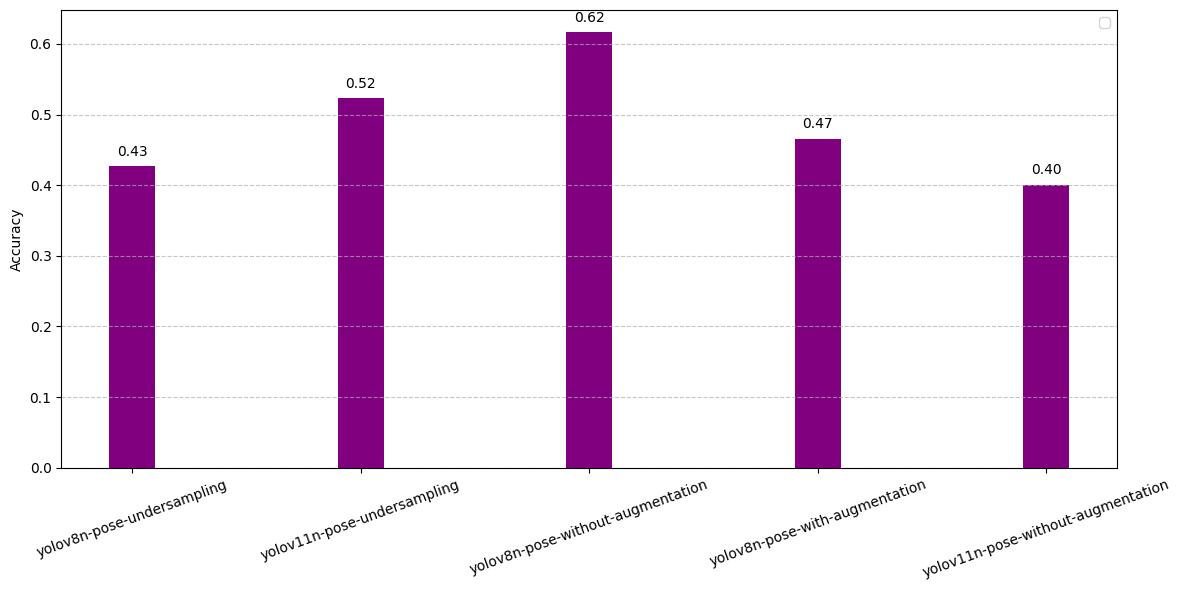 0.62
0.6
0.52
0.5
0.47
0.43
0.4
0.40
Accuracy
0.3
0.2
0.1
0.0
yolov8n-pose-undersampling
yolov11n-pose-undersampling
yolov8n-pose-without-augmentation
yolov8n-pose-with-augmentation
yolov11n-pose-without-augmentation